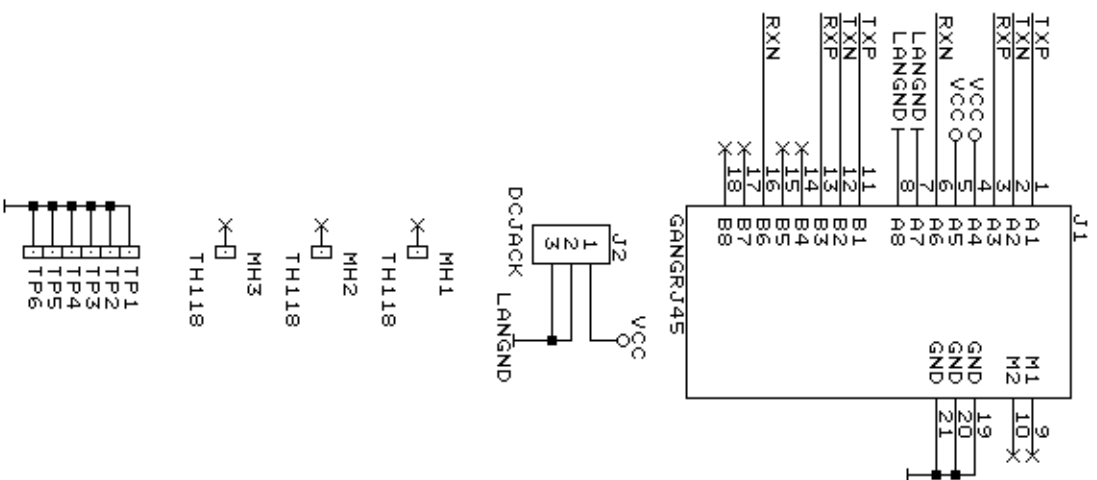 J1
TXP 1 A1 M1 9
TXN 2 A2 M2 10
RXP 3 A3
VCC 4 A4 GND 19
VCC 5 A5 GND 20
RXN 6 A6 GND 21
LANGND 7 A7
LANGND 8 A8
TXP 11 B1
TXN 12 B2
RXP 13 B3
14 B4
15 B5
RXN 16 B6
17 B7
18 B8
GANGRJ45
VCC
J2
1
2
3
DCJACK
LANGND
MH1
TH118
MH2
TH118
MH3
TH118
TP1
TP2
TP3
TP4
TP5
TP6